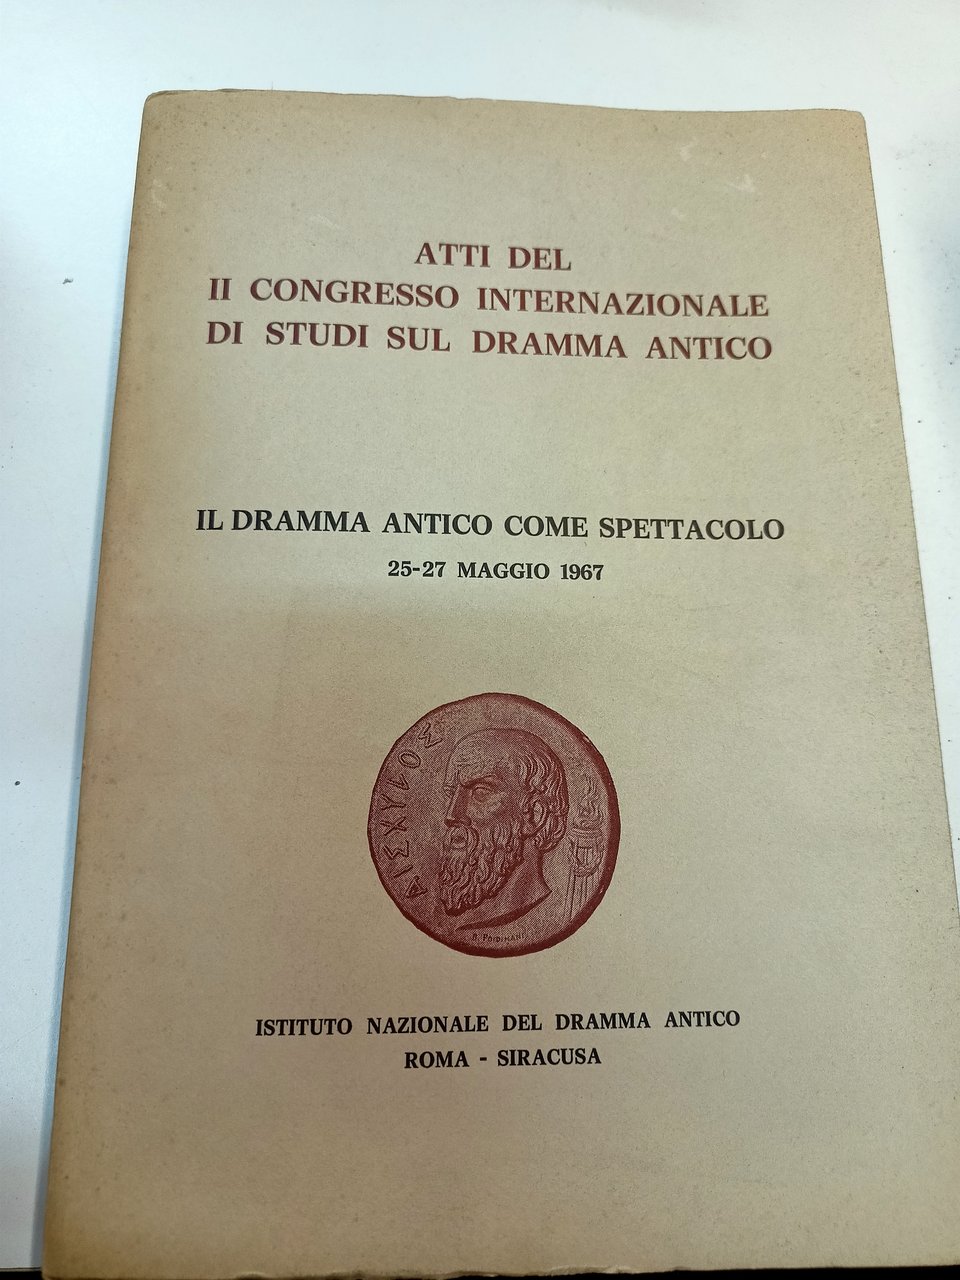 ATTI DEL
II CONGRESSO INTERNAZIONALE
DI STUDI SUL DRAMMA ANTICO
IL DRAMMA ANTICO COME SPETTACOLO
25-27 MAGGIO 1967
ΑΙΣΧΥΛΟΣ
ISTITUTO NAZIONALE DEL DRAMMA ANTICO
ROMA - SIRACUSA